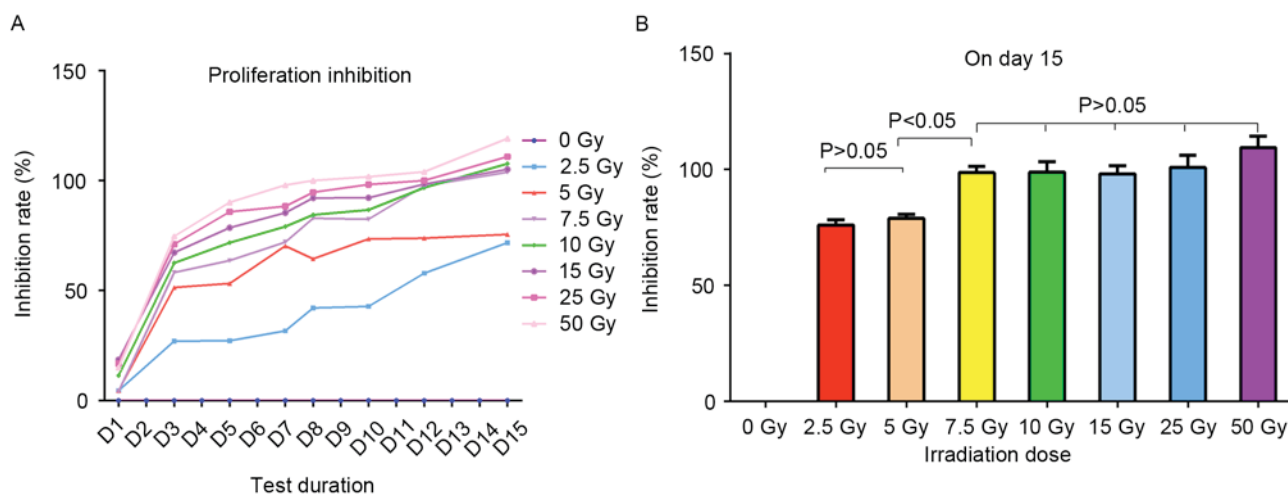 A
Proliferation inhibition
150
100
50
0
Inhibition rate (%)
D1
D2
D3
D4
D5
D6
D7
D8
D9
D10
D11
D12
D13
D14
D15
Test duration
0 Gy
2.5 Gy
5 Gy
7.5 Gy
10 Gy
15 Gy
25 Gy
50 Gy
B
On day 15
150
100
50
0
Inhibition rate (%)
P>0.05
P<0.05
P>0.05
0 Gy 2.5 Gy 5 Gy 7.5 Gy 10 Gy 15 Gy 25 Gy 50 Gy
Irradiation dose